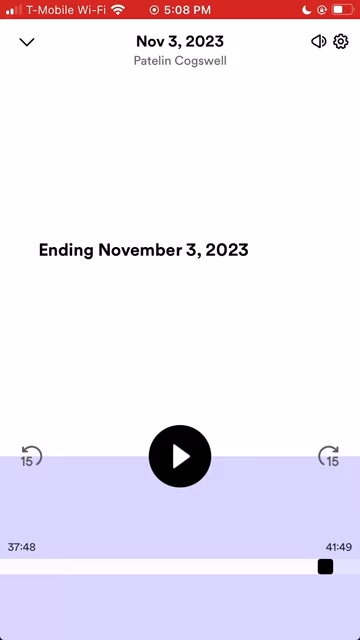 T-Mobile Wi-Fi 5:08 PM
Nov 3, 2023
Patelin Cogswell
Ending November 3, 2023
15 15
37:48 41:49